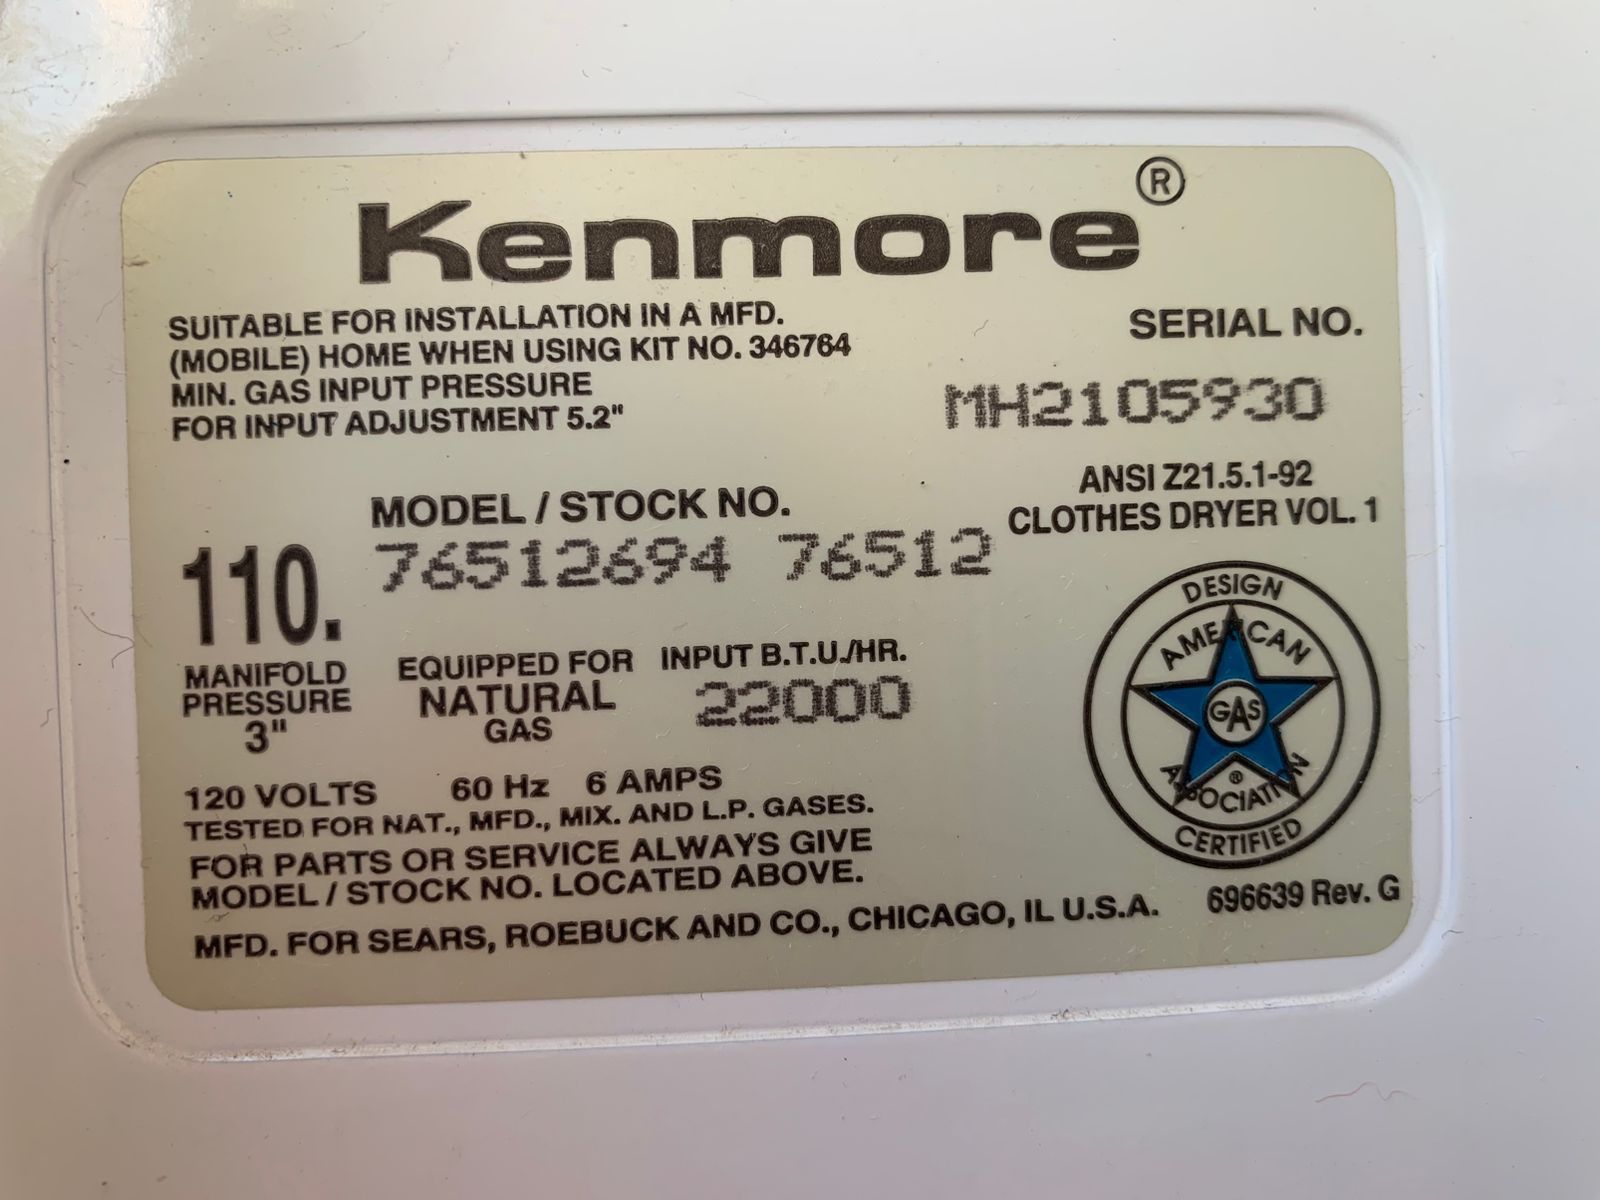 Kenmore®
SUITABLE FOR INSTALLATION IN A MFD.
(MOBILE) HOME WHEN USING KIT NO. 346764
MIN. GAS INPUT PRESSURE
FOR INPUT ADJUSTMENT 5.2"
SERIAL NO.
MH2105930
ANSI Z21.5.1-92
CLOTHES DRYER VOL. 1
MODEL / STOCK NO.
110. 76512694 76512
MANIFOLD
PRESSURE
3"
EQUIPPED FOR
NATURAL
GAS
INPUT B.T.U./HR.
22000
DESIGN
AMERICAN
GAS
®
ASSOCIATION
CERTIFIED
120 VOLTS 60 Hz 6 AMPS
TESTED FOR NAT., MFD., MIX. AND L.P. GASES.
FOR PARTS OR SERVICE ALWAYS GIVE
MODEL / STOCK NO. LOCATED ABOVE.
MFD. FOR SEARS, ROEBUCK AND CO., CHICAGO, IL U.S.A.
696639 Rev. G